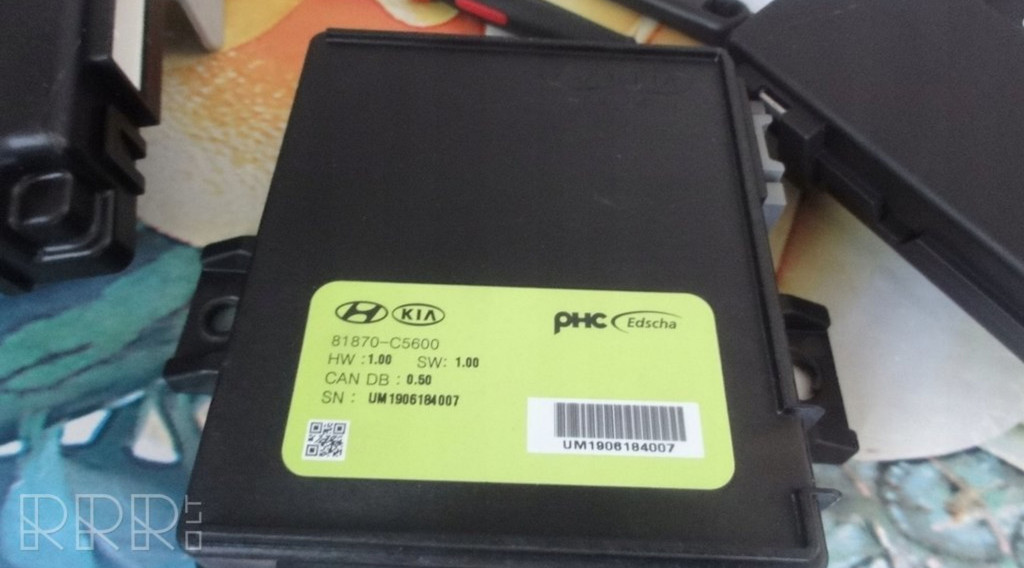 KIA
PHC Edscha
81870-C5600
HW : 1.00 SW: 1.00
CAN DB : 0.50
SN : UM1906184007
UM1906184007
RRR.LT